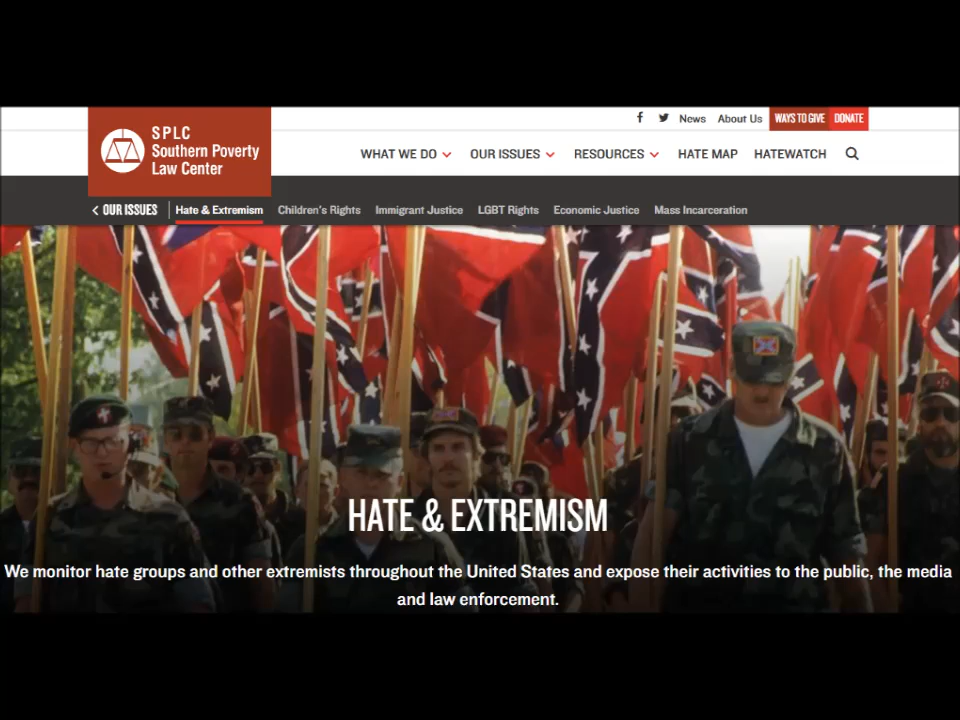 SPLC
Southern Poverty
Law Center
News About Us WAYS TO GIVE DONATE
WHAT WE DO OUR ISSUES RESOURCES HATE MAP HATEWATCH
OUR ISSUES Hate & Extremism Children's Rights Immigrant Justice LGBT Rights Economic Justice Mass Incarceration
HATE & EXTREMISM
We monitor hate groups and other extremists throughout the United States and expose their activities to the public, the media
and law enforcement.